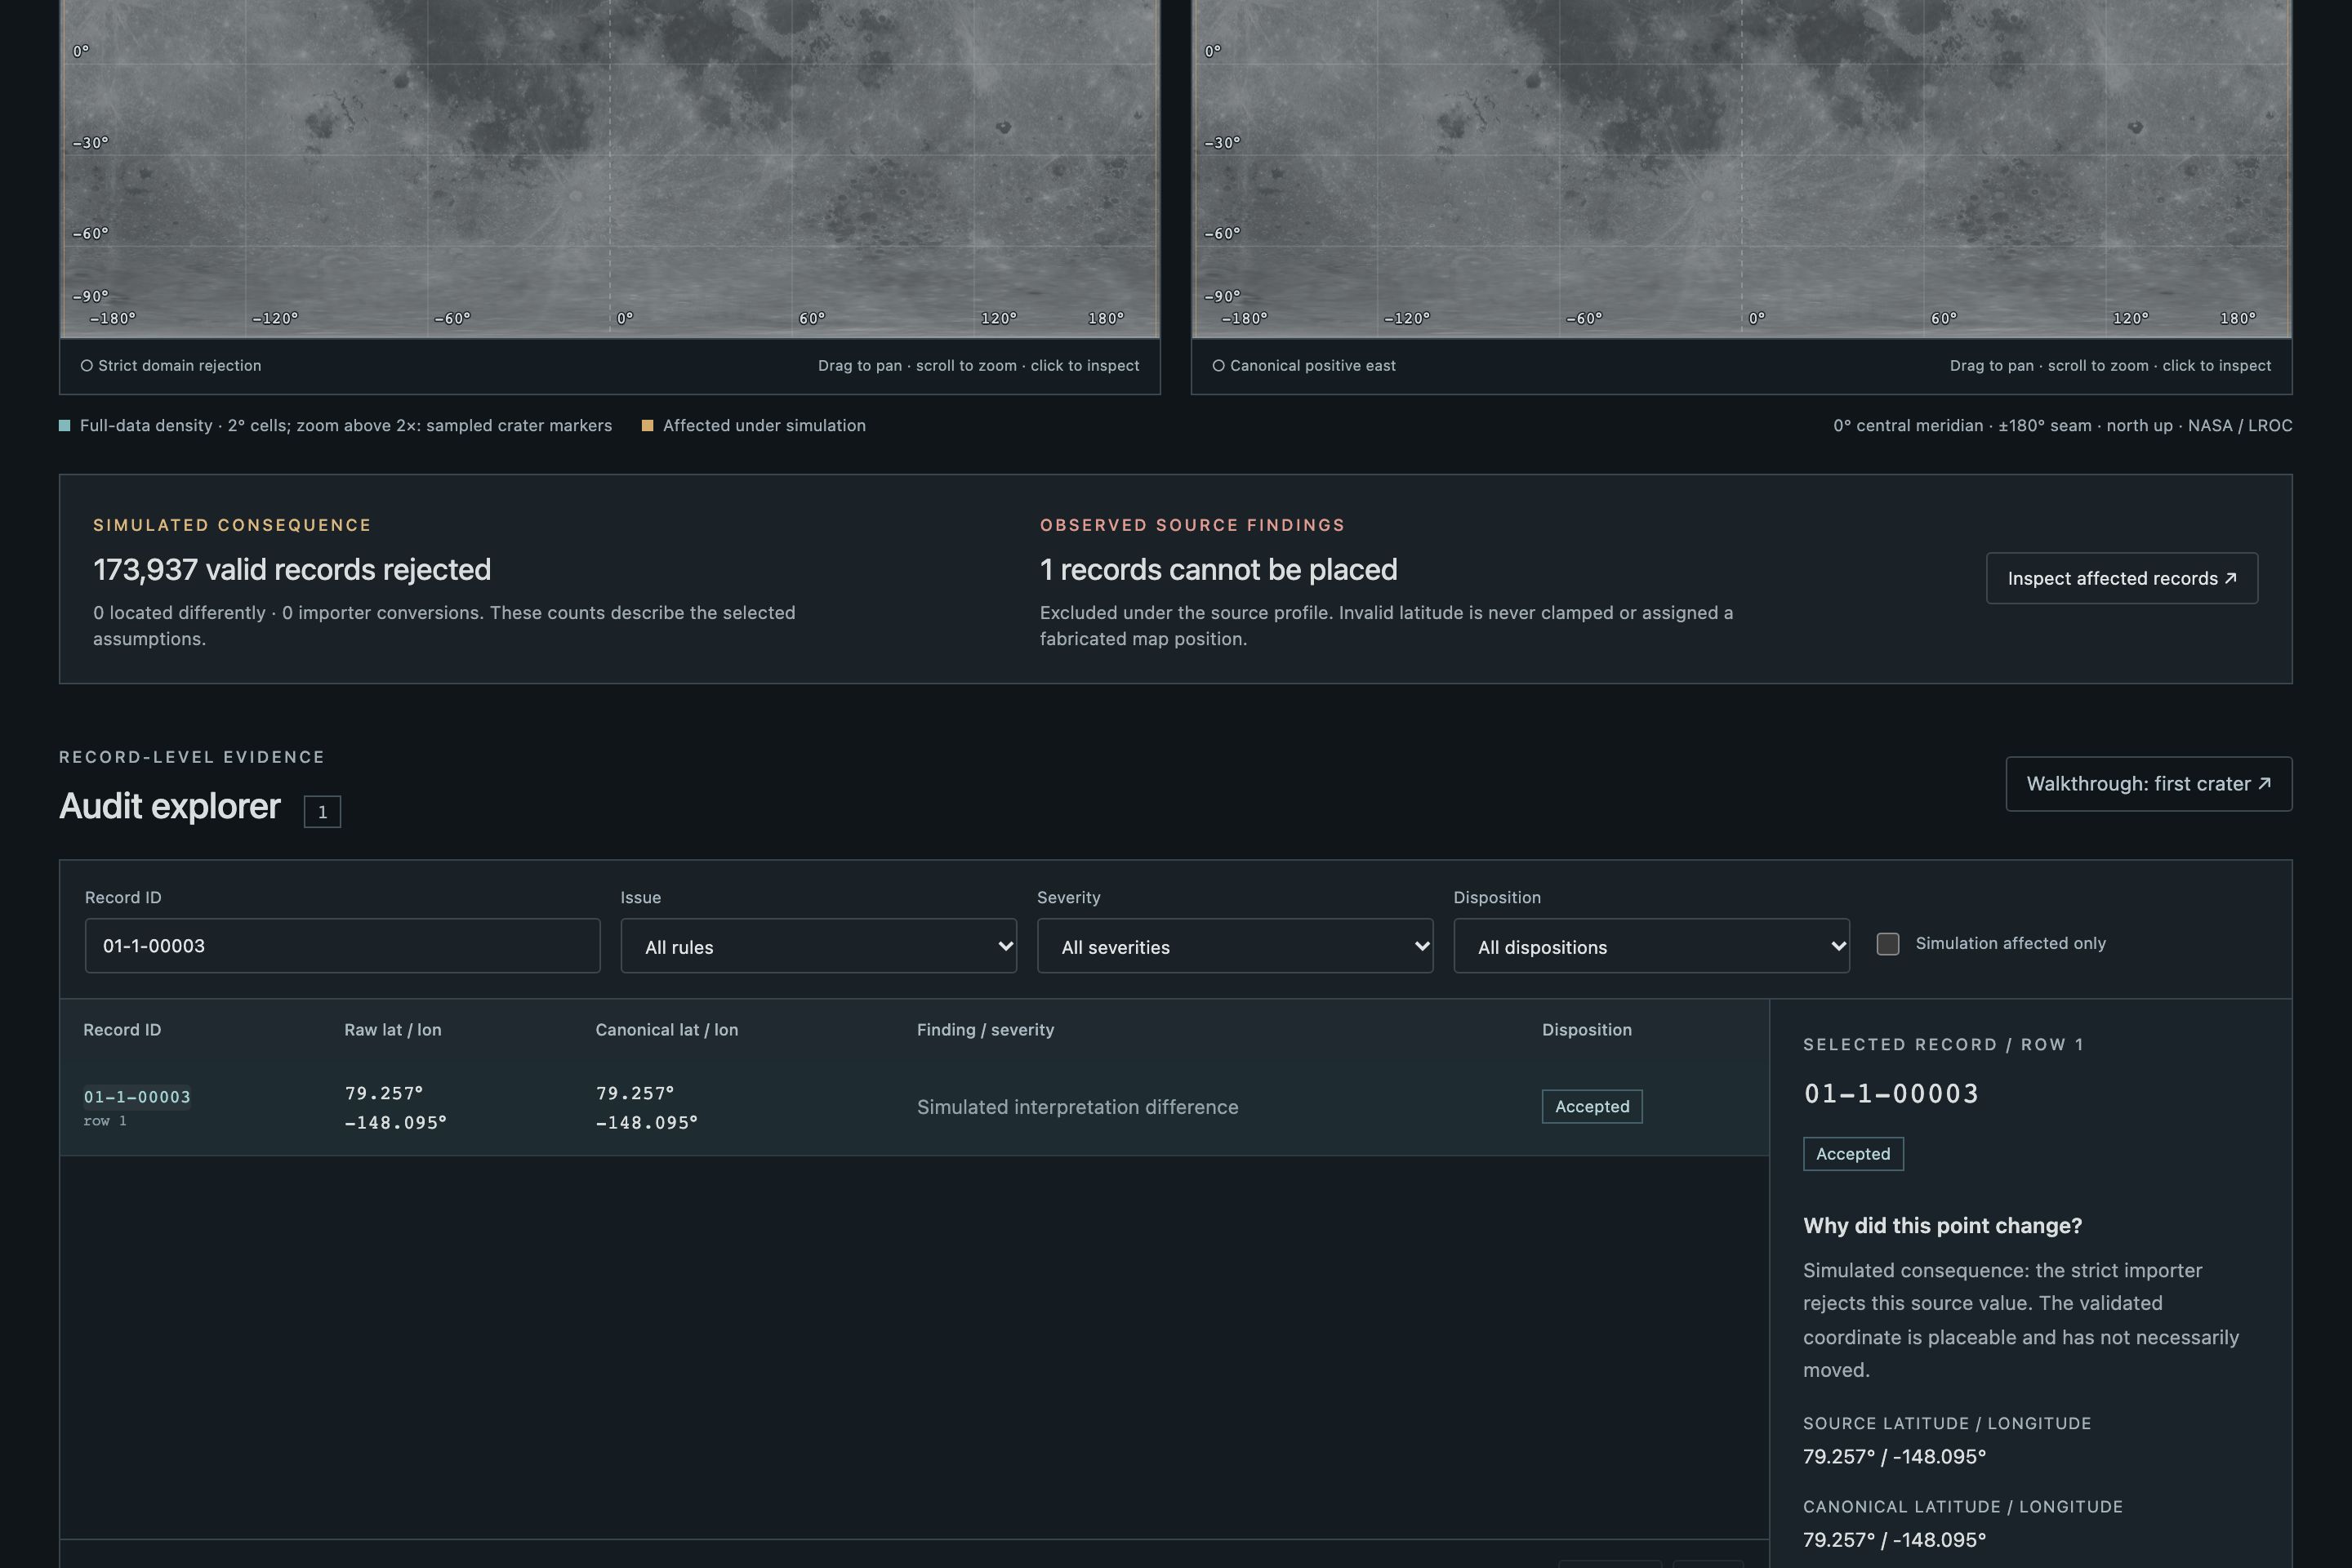 0°
−30°
−60°
−90°
−180° −120° −60° 0° 60° 120° 180°
Strict domain rejection
Drag to pan · scroll to zoom · click to inspect
0°
−30°
−60°
−90°
−180° −120° −60° 0° 60° 120° 180°
Canonical positive east
Drag to pan · scroll to zoom · click to inspect
Full-data density · 2° cells; zoom above 2×: sampled crater markers
Affected under simulation
0° central meridian · ±180° seam · north up · NASA / LROC
SIMULATED CONSEQUENCE
173,937 valid records rejected
0 located differently · 0 importer conversions. These counts describe the selected
assumptions.
OBSERVED SOURCE FINDINGS
1 records cannot be placed
Excluded under the source profile. Invalid latitude is never clamped or assigned a
fabricated map position.
Inspect affected records ↗
RECORD-LEVEL EVIDENCE
Audit explorer 1
Walkthrough: first crater ↗
Record ID
01-1-00003
Issue
All rules
Severity
All severities
Disposition
All dispositions
Simulation affected only
Record ID Raw lat / lon Canonical lat / lon Finding / severity Disposition
01-1-00003
row 1
79.257°
−148.095°
79.257°
−148.095°
Simulated interpretation difference
Accepted
SELECTED RECORD / ROW 1
01-1-00003
Accepted
Why did this point change?
Simulated consequence: the strict importer
rejects this source value. The validated
coordinate is placeable and has not necessarily
moved.
SOURCE LATITUDE / LONGITUDE
79.257° / -148.095°
CANONICAL LATITUDE / LONGITUDE
79.257° / -148.095°